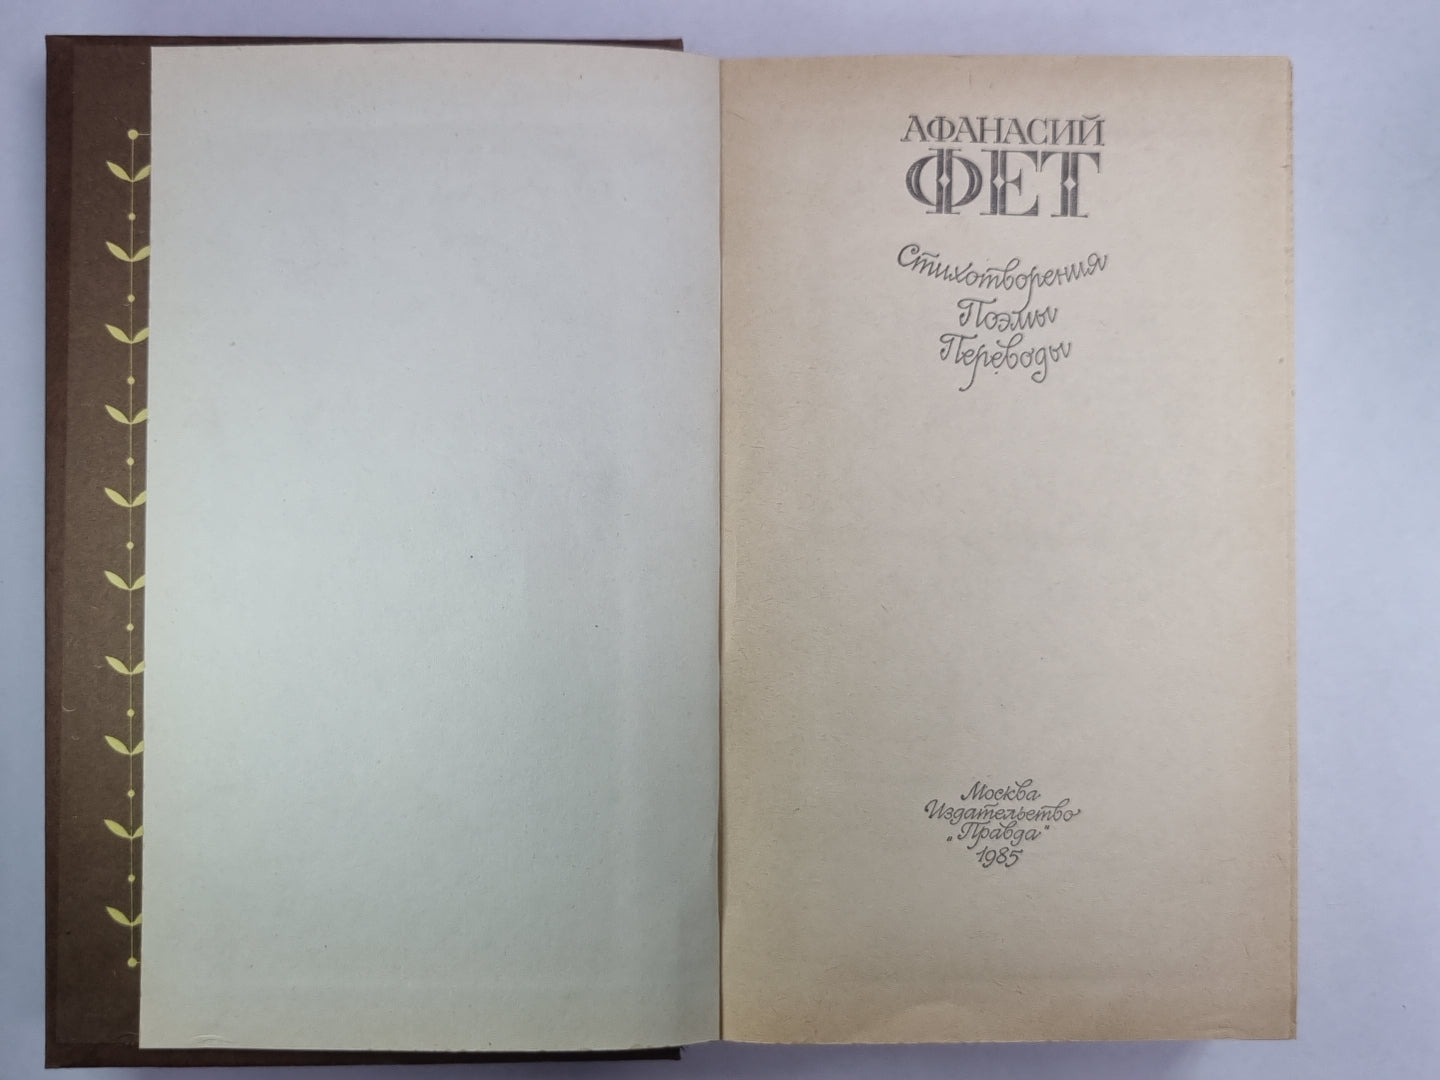 АФАНАСИЙ
ФЕТ
Стихотворения
Поэмы
Переводы
Москва
Издательство
„Правда“
1985